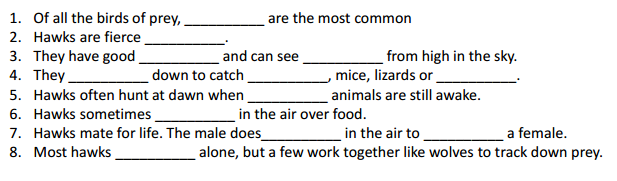 1. Of all the birds of prey, __________ are the most common
2. Hawks are fierce __________.
3. They have good __________ and can see __________ from high in the sky.
4. They __________ down to catch __________, mice, lizards or __________.
5. Hawks often hunt at dawn when __________ animals are still awake.
6. Hawks sometimes __________ in the air over food.
7. Hawks mate for life. The male does__________ in the air to __________ a female.
8. Most hawks __________ alone, but a few work together like wolves to track down prey.